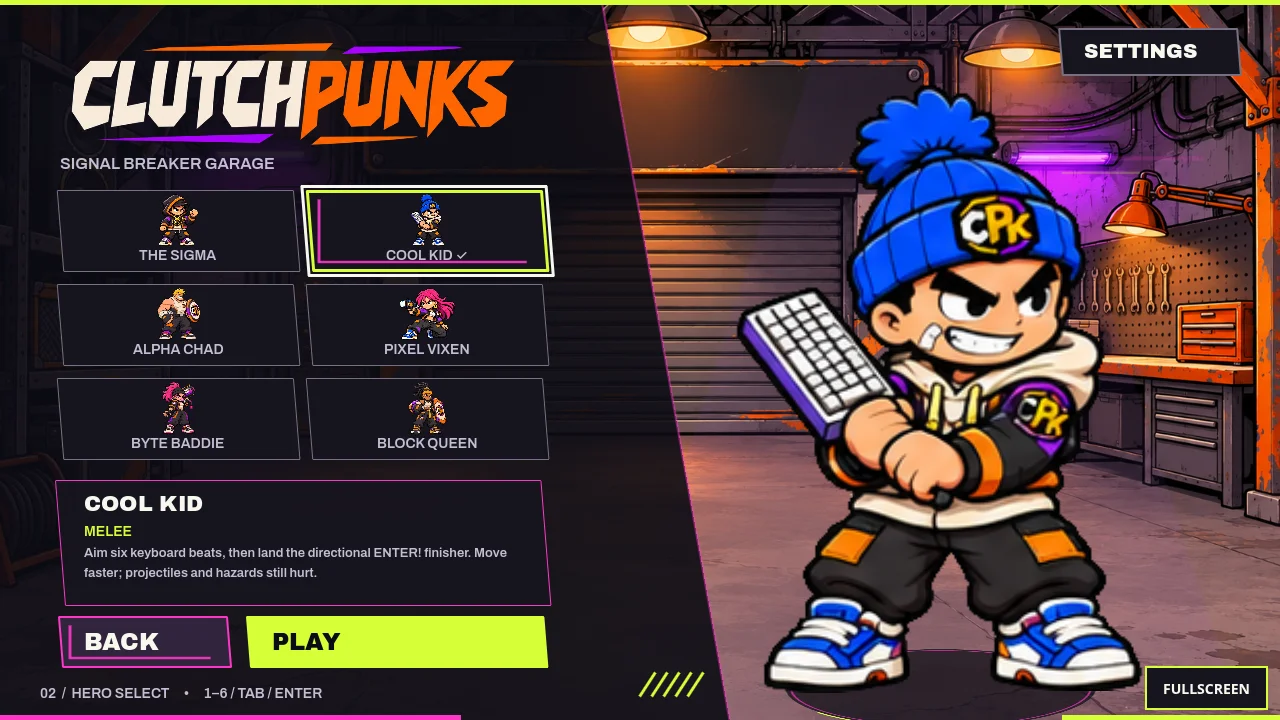 CLUTCHPUNKS
SETTINGS
SIGNAL BREAKER GARAGE
THE SIGMA
COOL KID ✓
ALPHA CHAD
PIXEL VIXEN
BYTE BADDIE
BLOCK QUEEN
CPK
CPK
COOL KID
MELEE
Aim six keyboard beats, then land the directional ENTER! finisher. Move
faster; projectiles and hazards still hurt.
BACK
PLAY
02 / HERO SELECT • 1–6 / TAB / ENTER
FULLSCREEN